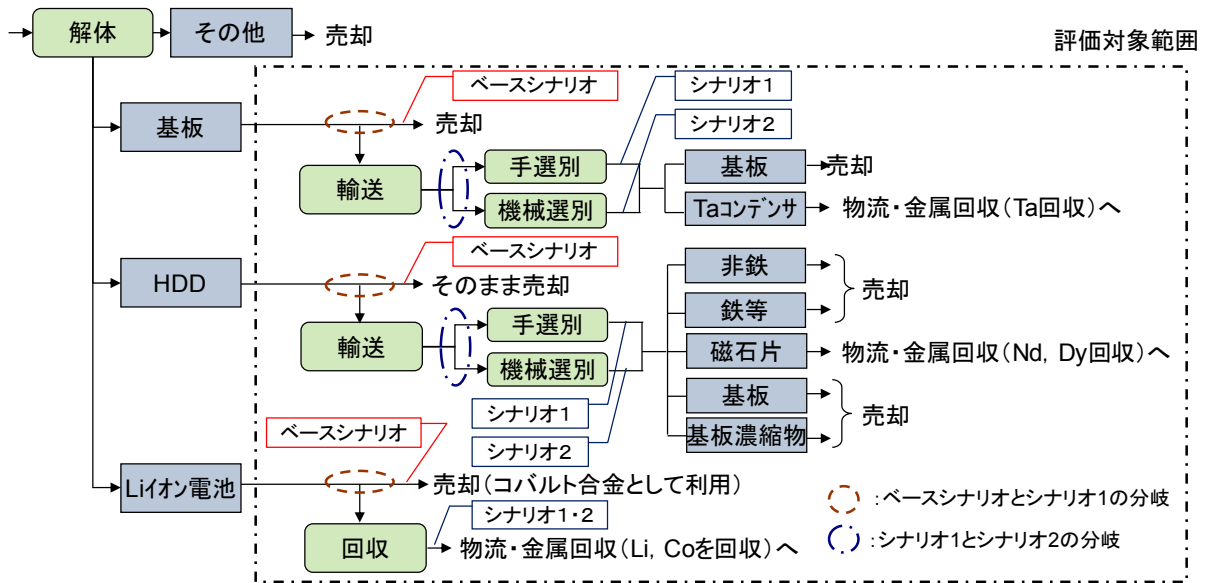 解体
その他
売却
評価対象範囲
ベースシナリオ
シナリオ1
シナリオ2
基板
売却
輸送
手選別
機械選別
基板
売却
Taコンデンサ
物流・金属回収(Ta回収)へ
ベースシナリオ
HDD
そのまま売却
輸送
手選別
機械選別
シナリオ1
シナリオ2
非鉄
鉄等
売却
磁石片
物流・金属回収(Nd, Dy回収)へ
基板
基板濃縮物
売却
ベースシナリオ
Liイオン電池
売却(コバルト合金として利用)
シナリオ1・2
回収
物流・金属回収(Li, Coを回収)へ
:ベースシナリオとシナリオ1の分岐
:シナリオ1とシナリオ2の分岐